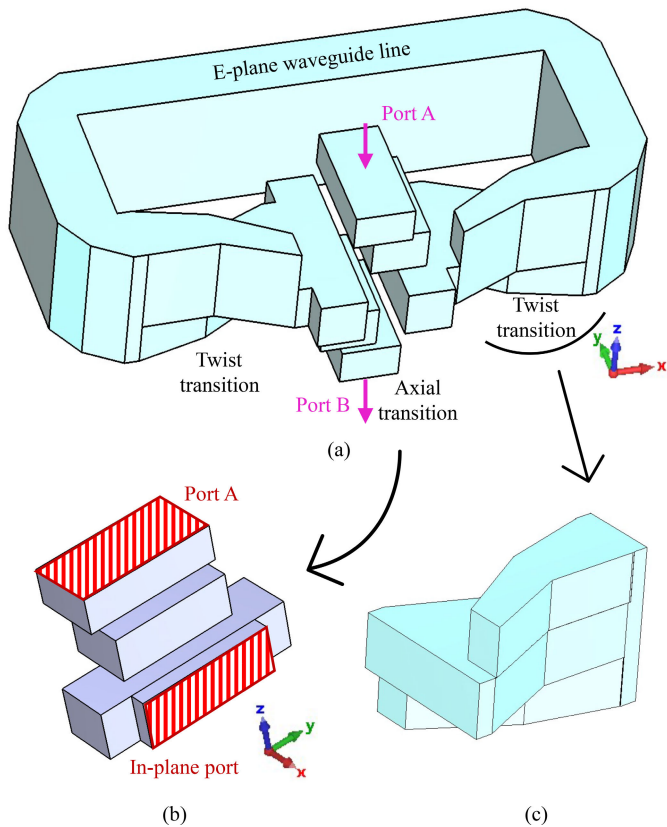 E-plane waveguide line
Port A
Twist
transition
Twist
transition
Port B
Axial
transition
z
y
x
(a)
Port A
In-plane port
z
y
x
(b)
(c)